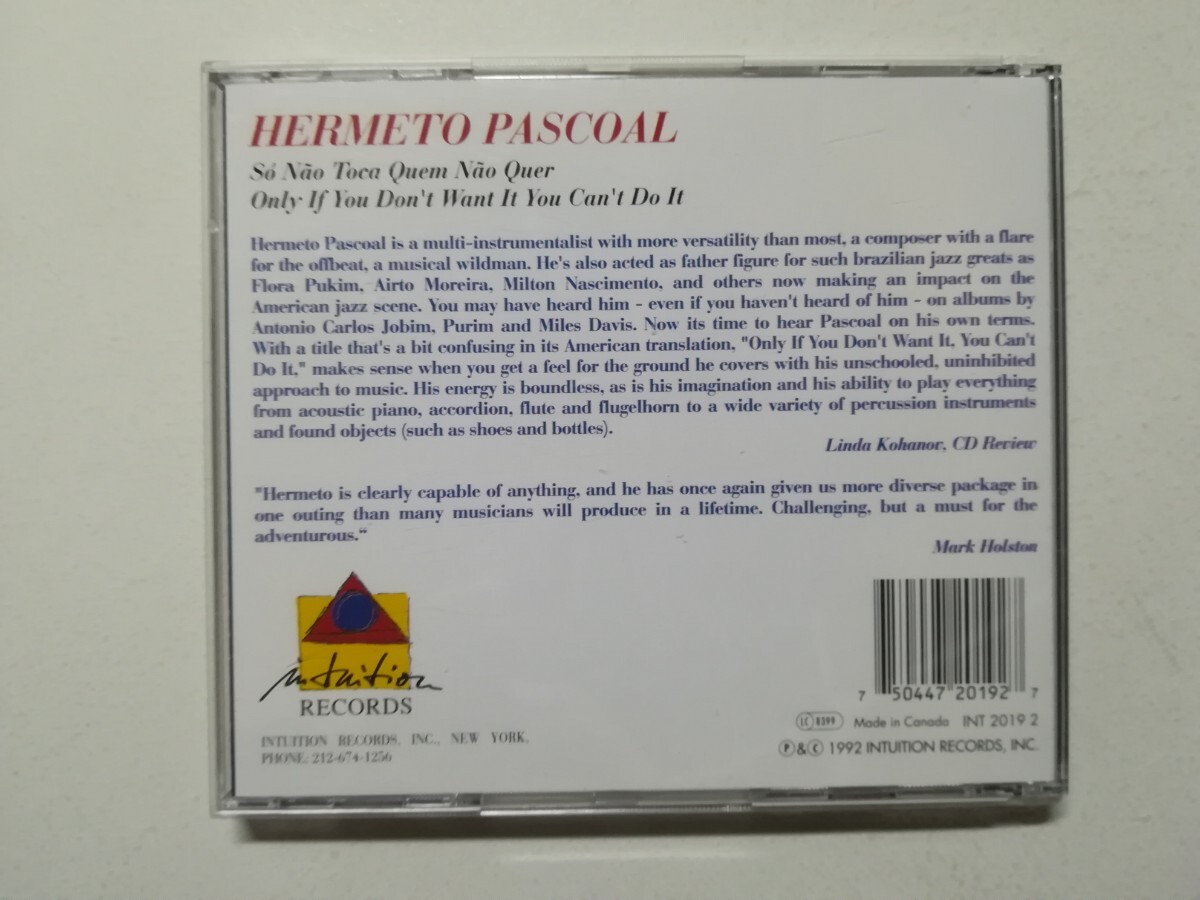 HERMETO PASCOAL
Só Não Toca Quem Não Quer
Only If You Don't Want It You Can't Do It
Hermeto Pascoal is a multi-instrumentalist with more versatility than most, a composer with a flare
for the offbeat, a musical wildman. He's also acted as father figure for such brazilian jazz greats as
Flora Pukim, Airto Moreira, Milton Nascimento, and others now making an impact on the
American jazz scene. You may have heard him - even if you haven't heard of him - on albums by
Antonio Carlos Jobim, Purim and Miles Davis. Now its time to hear Pascoal on his own terms.
With a title that's a bit confusing in its American translation, "Only If You Don't Want It, You Can't
Do It," makes sense when you get a feel for the ground he covers with his unschooled, uninhibited
approach to music. His energy is boundless, as is his imagination and his ability to play everything
from acoustic piano, accordion, flute and flugelhorn to a wide variety of percussion instruments
and found objects (such as shoes and bottles).
Linda Kohanov, CD Review
"Hermeto is clearly capable of anything, and he has once again given us more diverse package in
one outing than many musicians will produce in a lifetime. Challenging, but a must for the
adventurous.“
Mark Holston
intuition
RECORDS
INTUITION RECORDS, INC., NEW YORK,
PHONE: 212-674-1256
7 50447 20192 7
LC 8399 Made in Canada INT 2019 2
℗&© 1992 INTUITION RECORDS, INC.